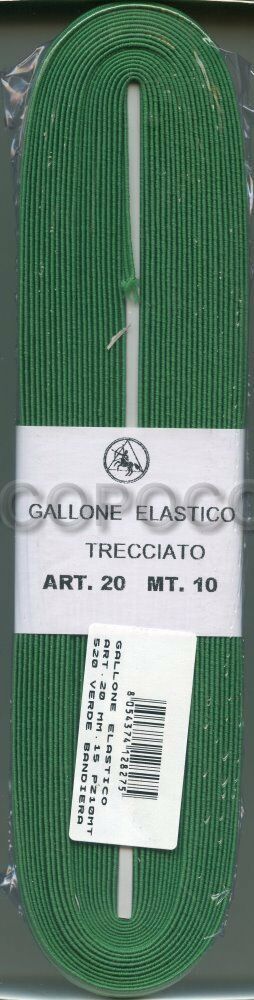 GALLONE ELASTICO
TRECCIATO
ART. 20 MT. 10
GALLONE ELASTICO
ART. 20 MM.15 PZ10MT
520 VERDE BANDIERA
8054374128275
COPOCO